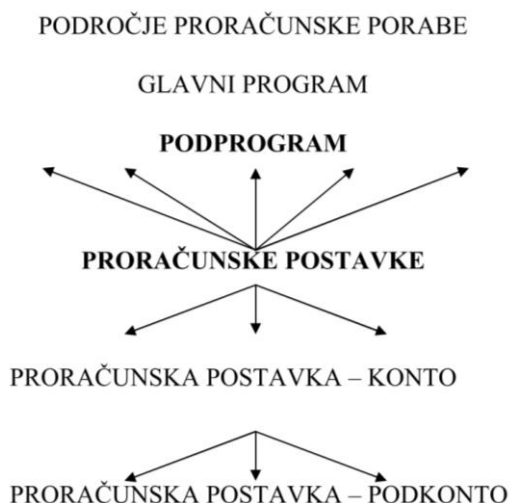 PODROČJE PRORAČUNSKE PORABE
GLAVNI PROGRAM
PODPROGRAM
PRORAČUNSKE POSTAVKE
PRORAČUNSKA POSTAVKA – KONTO
PRORAČUNSKA POSTAVKA – PODKONTO